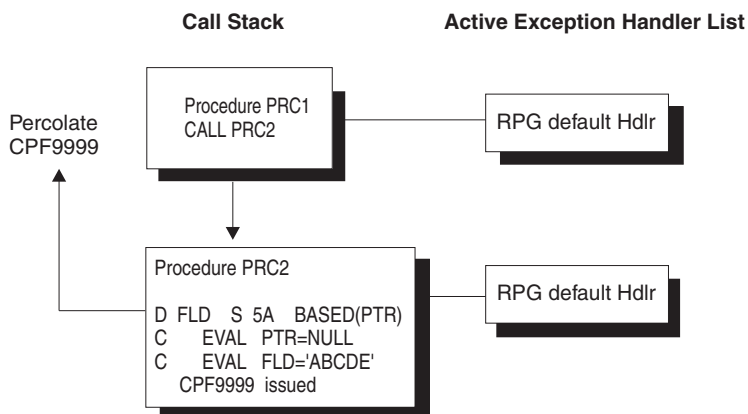 Call Stack
Active Exception Handler List
Procedure PRC1
CALL PRC2
RPG default Hdlr
Percolate
CPF9999
Procedure PRC2
D FLD S 5A BASED(PTR)
C EVAL PTR=NULL
C EVAL FLD='ABCDE'
CPF9999 issued
RPG default Hdlr